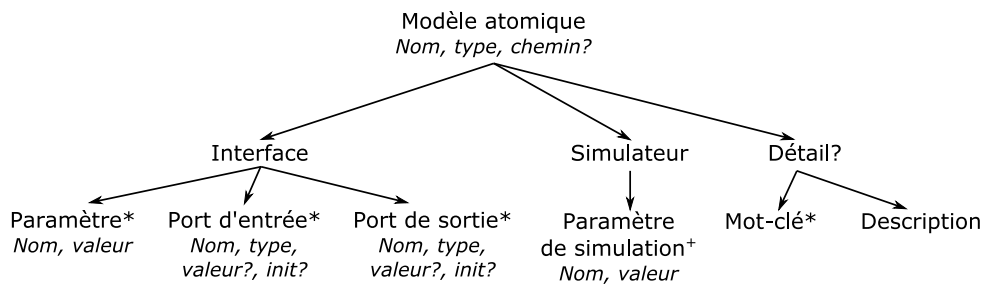 Modèle atomique
Nom, type, chemin?
Interface
Simulateur
Détail?
Paramètre*
Nom, valeur
Port d'entrée*
Nom, type,
valeur?, init?
Port de sortie*
Nom, type,
valeur?, init?
Paramètre
de simulation+
Nom, valeur
Mot-clé*
Description